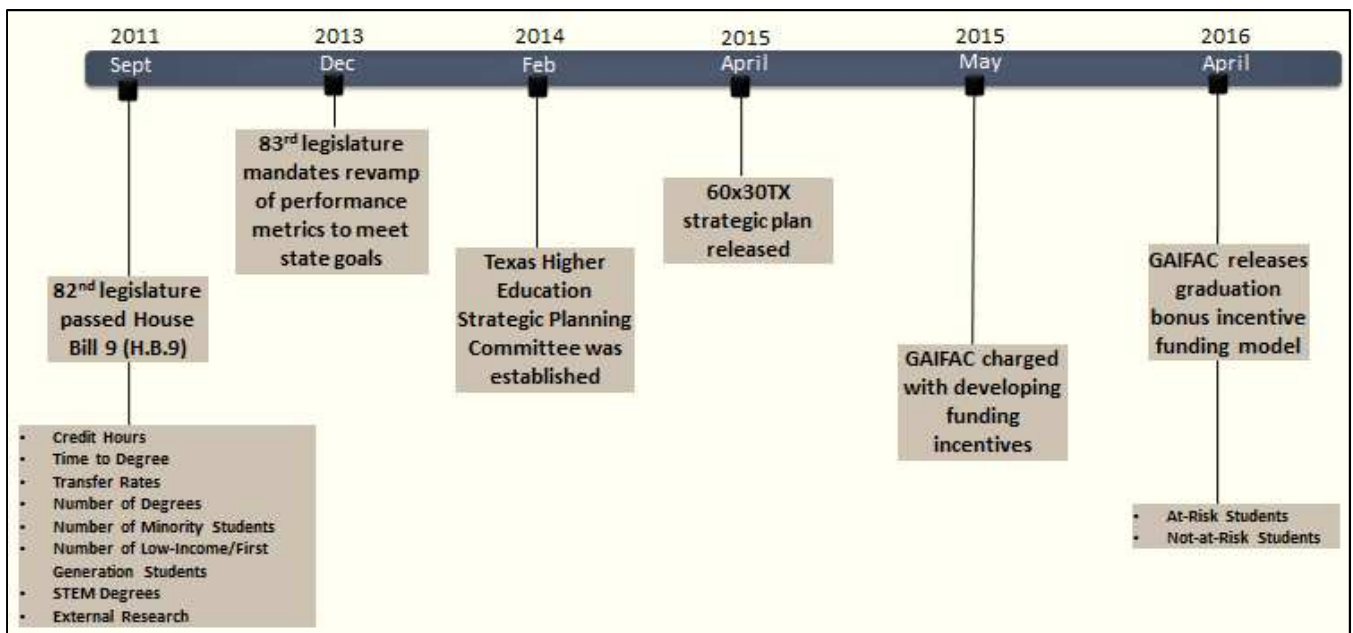 2011
Sept
2013
Dec
2014
Feb
2015
April
2015
May
2016
April
82nd legislature
passed House
Bill 9 (H.B.9)
• Credit Hours
• Time to Degree
• Transfer Rates
• Number of Degrees
• Number of Minority Students
• Number of Low-Income/First
Generation Students
• STEM Degrees
• External Research
83rd legislature
mandates revamp
of performance
metrics to meet
state goals
Texas Higher
Education
Strategic Planning
Committee was
established
60x30TX
strategic plan
released
GAIFAC charged
with developing
funding
incentives
GAIFAC releases
graduation
bonus incentive
funding model
• At-Risk Students
• Not-at-Risk Students